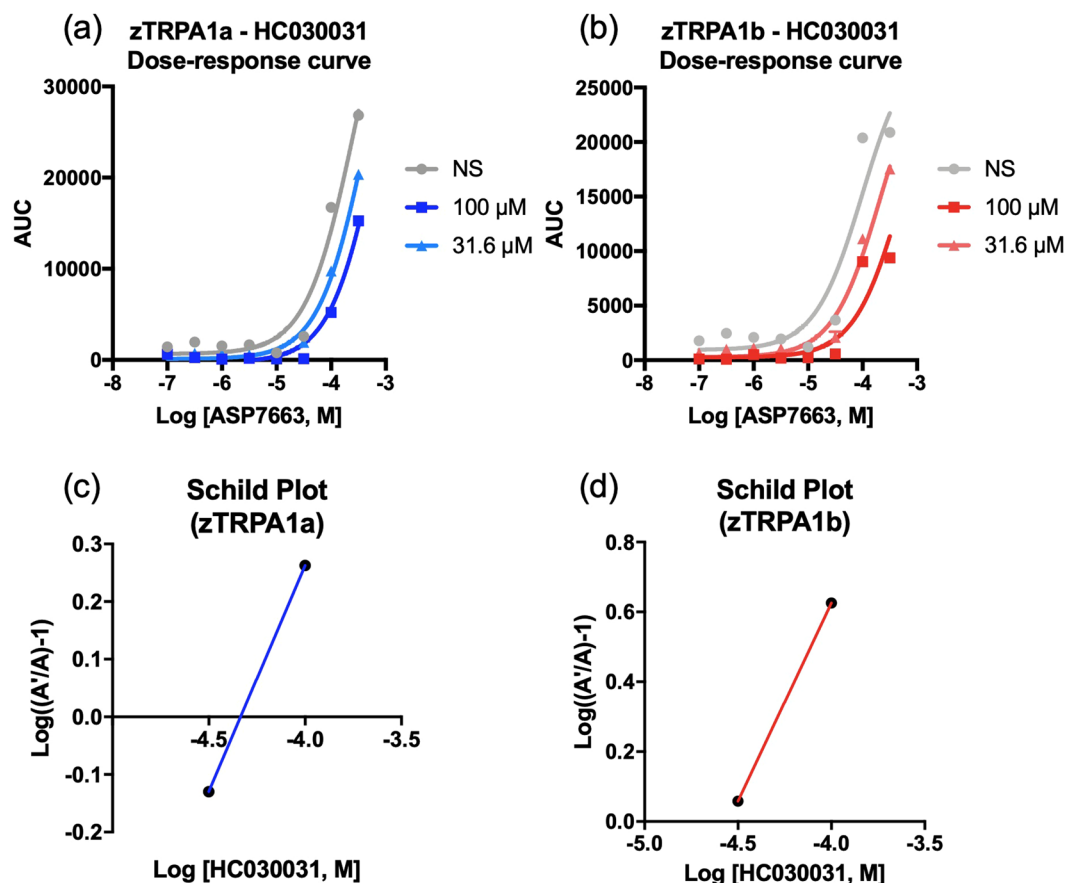 (a)
zTRPA1a - HC030031
Dose-response curve
30000
20000
10000
0
AUC
-8 -7 -6 -5 -4 -3
Log [ASP7663, M]
NS
100 µM
31.6 µM
(b)
zTRPA1b - HC030031
Dose-response curve
25000
20000
15000
10000
5000
0
AUC
-8 -7 -6 -5 -4 -3
Log [ASP7663, M]
NS
100 µM
31.6 µM
(c)
Schild Plot
(zTRPA1a)
0.3
0.2
0.1
0.0
-0.1
-0.2
Log((A'/A)-1)
-4.5 -4.0 -3.5
Log [HC030031, M]
(d)
Schild Plot
(zTRPA1b)
0.8
0.6
0.4
0.2
0.0
Log((A'/A)-1)
-5.0 -4.5 -4.0 -3.5
Log [HC030031, M]